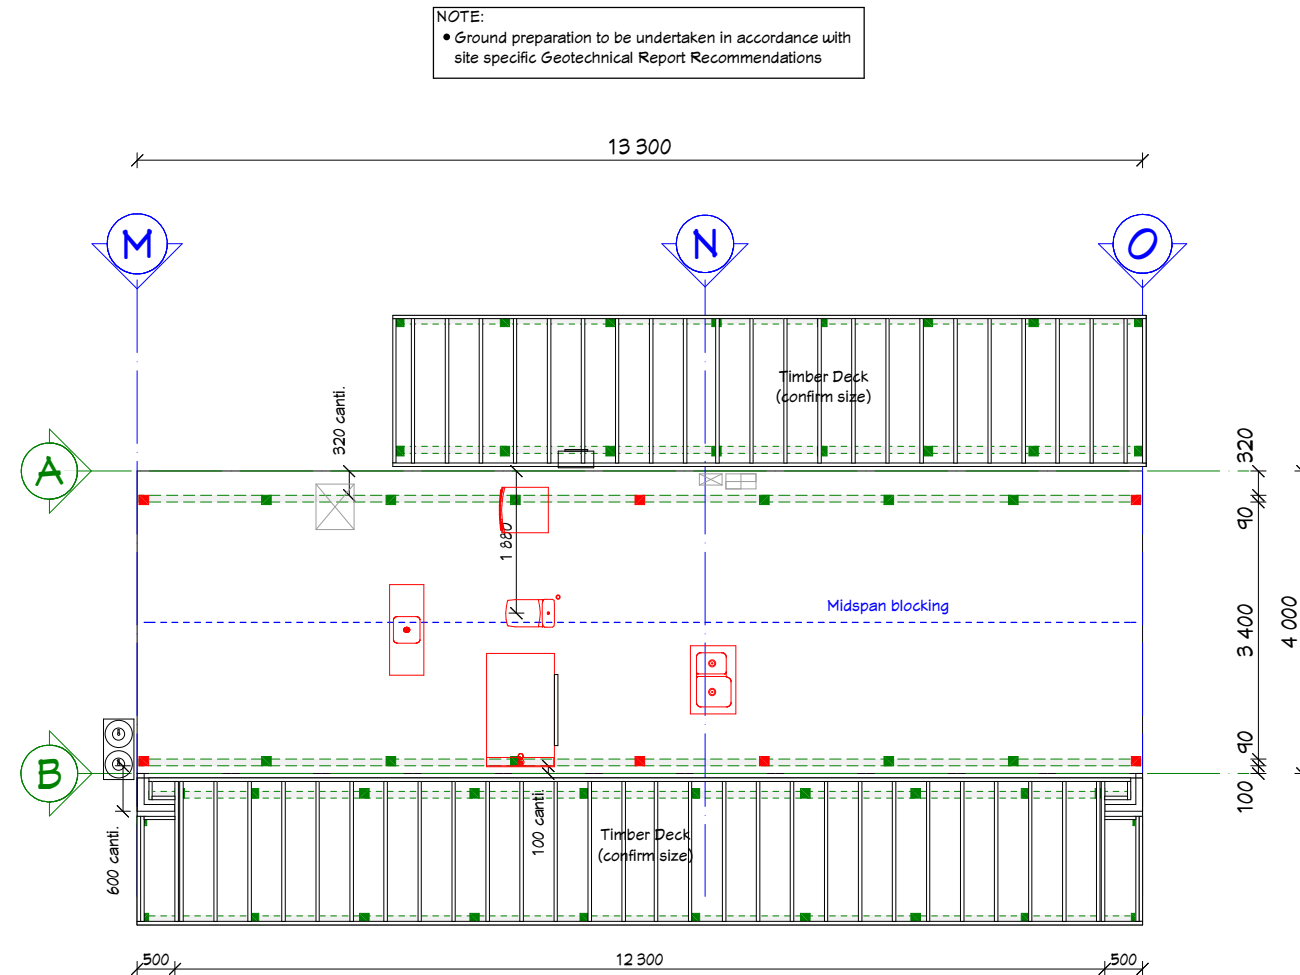 NOTE:
• Ground preparation to be undertaken in accordance with
site specific Geotechnical Report Recommendations
13 300
M
N
O
Timber Deck
(confirm size)
320 canti.
A
320
90
1 880
Midspan blocking
3 400
4 000
90
B
100
100 canti.
600 canti.
Timber Deck
(confirm size)
500
12 300
500